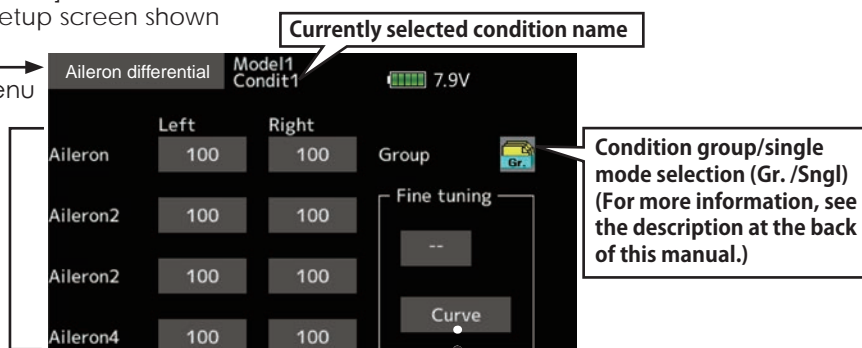 etup screen shown
Currently selected condition name
enu
Aileron differential
Model1
Condit1
7.9V
Left Right
Aileron 100 100 Group Gr.
Aileron2 100 100 Fine tuning
--
Aileron2 100 100
Curve
Aileron4 100 100
Condition group/single
mode selection (Gr. /Sngl)
(For more information, see
the description at the back
of this manual.)